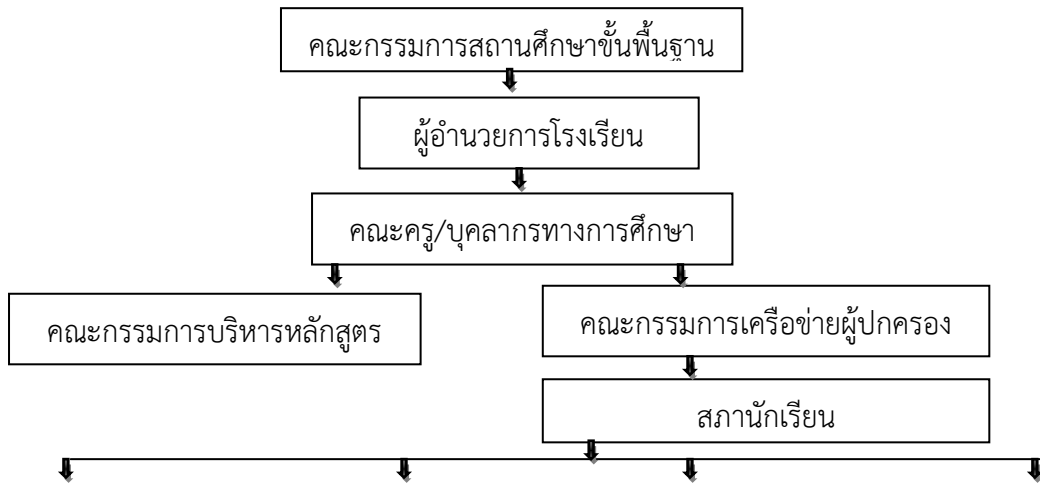 คณะกรรมการสถานศึกษาขั้นพื้นฐาน
ผู้อำนวยการโรงเรียน
คณะครู/บุคลากรทางการศึกษา
คณะกรรมการบริหารหลักสูตร
คณะกรรมการเครือข่ายผู้ปกครอง
สภานักเรียน